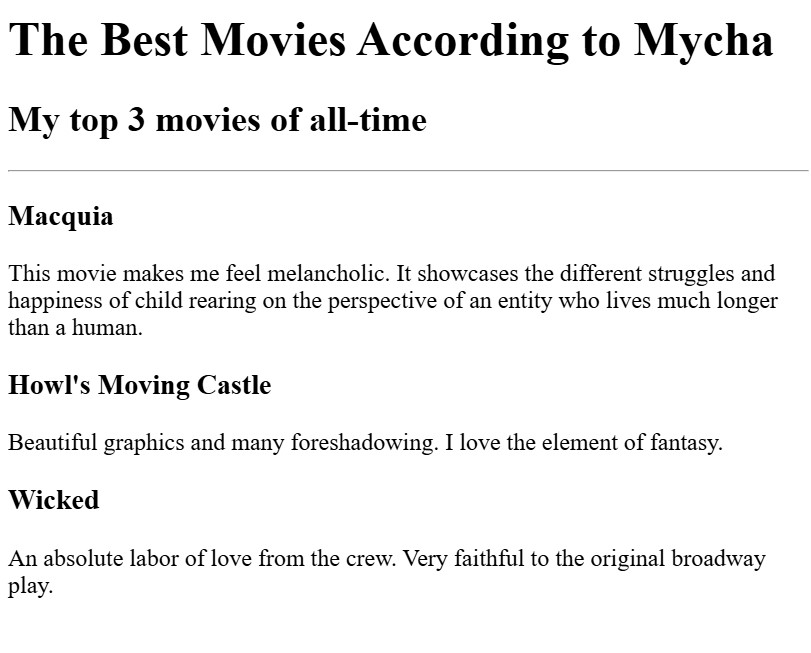 The Best Movies According to Mycha
My top 3 movies of all-time
Macquia
This movie makes me feel melancholic. It showcases the different struggles and
happiness of child rearing on the perspective of an entity who lives much longer
than a human.
Howl's Moving Castle
Beautiful graphics and many foreshadowing. I love the element of fantasy.
Wicked
An absolute labor of love from the crew. Very faithful to the original broadway
play.